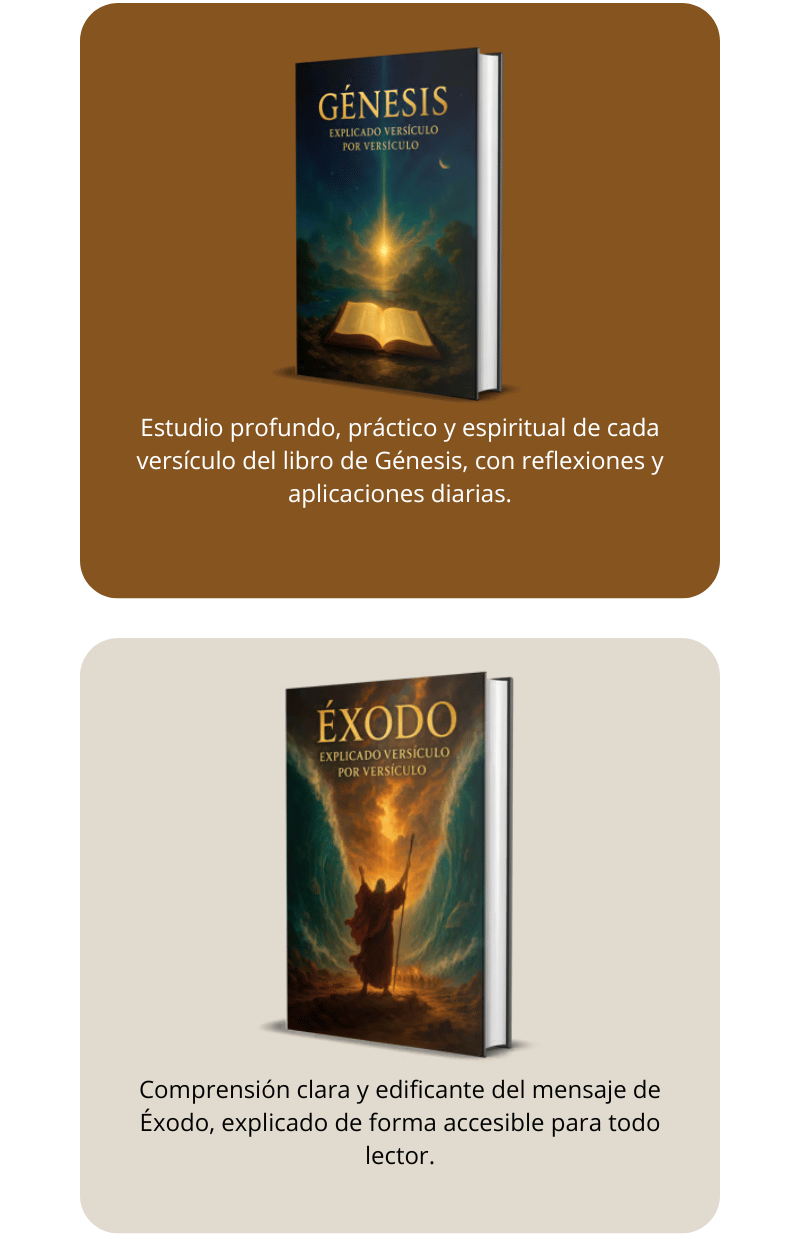 GÉNESIS
EXPLICADO VERSÍCULO
POR VERSÍCULO
Estudio profundo, práctico y espiritual de cada
versículo del libro de Génesis, con reflexiones y
aplicaciones diarias.
ÉXODO
EXPLICADO VERSÍCULO
POR VERSÍCULO
Comprensión clara y edificante del mensaje de
Éxodo, explicado de forma accesible para todo
lector.